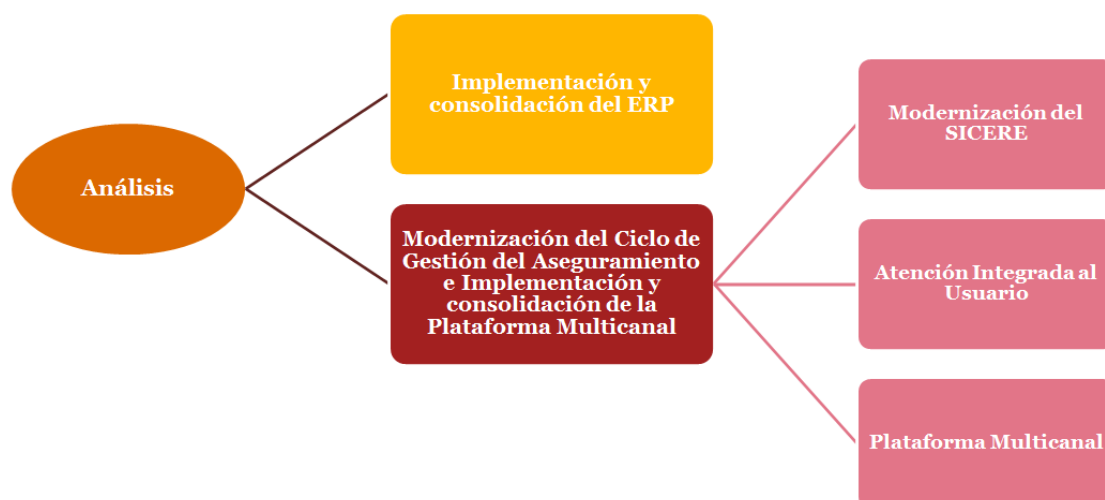 Análisis
Implementación y
consolidación del ERP
Modernización del Ciclo de
Gestión del Aseguramiento
e Implementación y
consolidación de la
Plataforma Multicanal
Modernización del
SICERE
Atención Integrada al
Usuario
Plataforma Multicanal